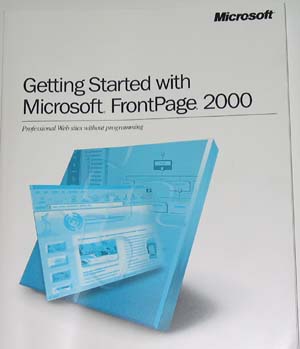 Microsoft
Getting Started with
Microsoft FrontPage 2000
Professional Web sites without programming